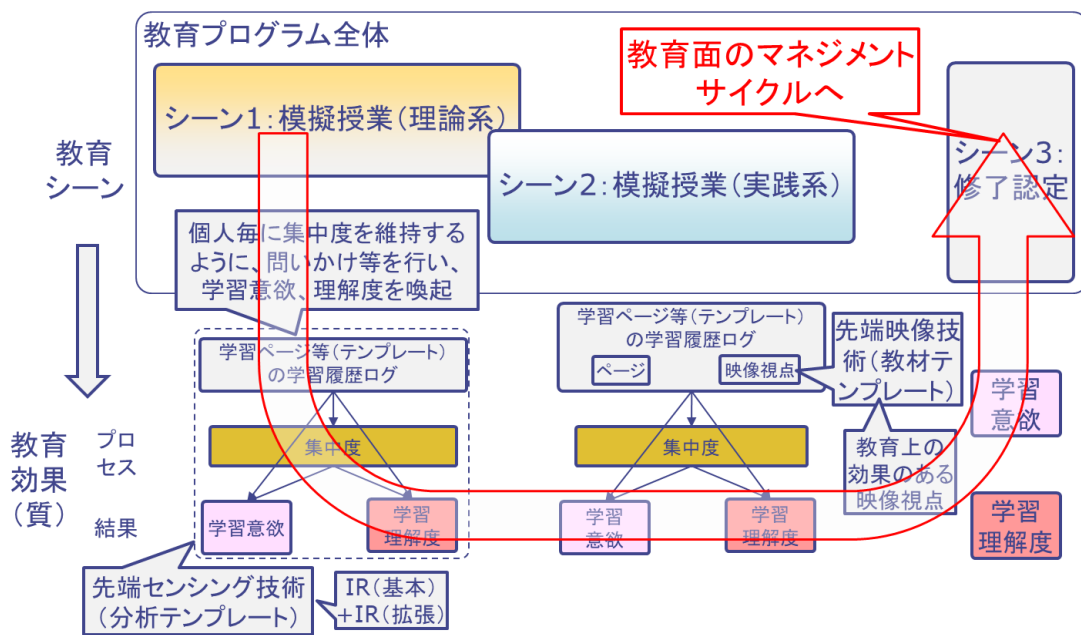 教育プログラム全体
教育面のマネジメント
サイクルへ
シーン1:模擬授業(理論系)
シーン2:模擬授業(実践系)
シーン3:
修了認定
教育
シーン
個人毎に集中度を維持する
ように、問いかけ等を行い、
学習意欲、理解度を喚起
学習ページ等(テンプレート)
の学習履歴ログ
学習ページ等(テンプレート)
の学習履歴ログ
ページ
映像視点
先端映像技
術(教材テ
ンプレート)
学習
意欲
教育
効果
(質)
プロ
セス
集中度
集中度
教育上の
効果のある
映像視点
結果
学習意欲
学習
理解度
学習
意欲
学習
理解度
学習
理解度
先端センシング技術
(分析テンプレート)
IR(基本)
+IR(拡張)